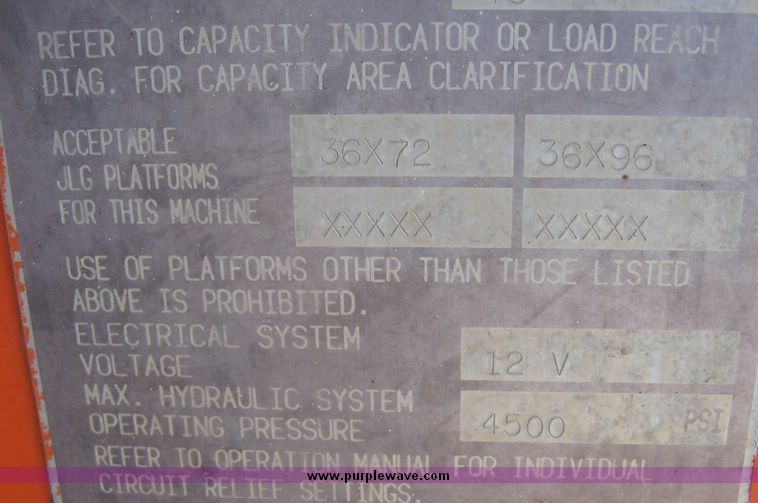 REFER TO CAPACITY INDICATOR OR LOAD REACH
DIAG. FOR CAPACITY AREA CLARIFICATION
ACCEPTABLE 36X72 36X96
JLG PLATFORMS
FOR THIS MACHINE XXXXX XXXXX
USE OF PLATFORMS OTHER THAN THOSE LISTED
ABOVE IS PROHIBITED.
ELECTRICAL SYSTEM
VOLTAGE 12 V
MAX. HYDRAULIC SYSTEM
OPERATING PRESSURE 4500 PSI
REFER TO OPERATION MANUAL FOR INDIVIDUAL
www.purplewave.com
CIRCUIT RELIEF SETTINGS.